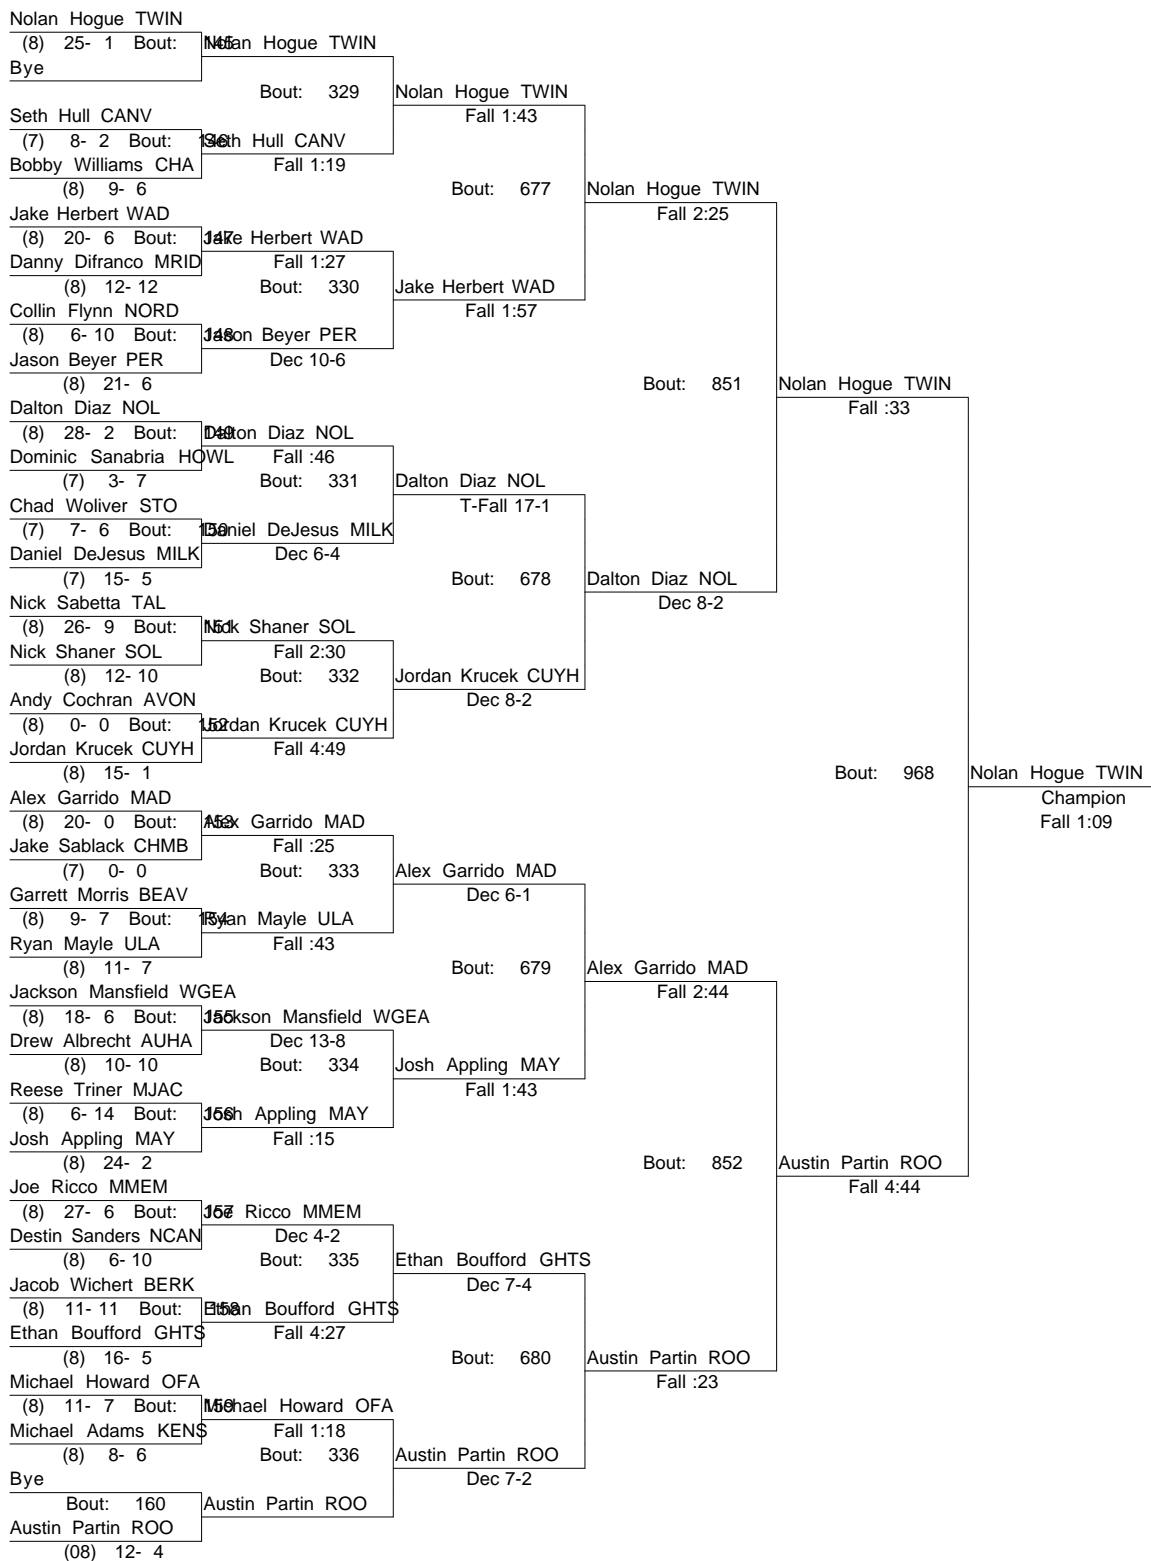 Nolan Hogue TWIN
(8) 25- 1 Bout: 145
Bye
Seth Hull CANV
(7) 8- 2 Bout: 146
Bobby Williams CHA
(8) 9- 6
Jake Herbert WAD
(8) 20- 6 Bout: 147
Danny Difranco MRID
(8) 12- 12
Collin Flynn NORD
(8) 6- 10 Bout: 148
Jason Beyer PER
(8) 21- 6
Dalton Diaz NOL
(8) 28- 2 Bout: 149
Dominic Sanabria HOWL
(7) 3- 7
Chad Woliver STO
(7) 7- 6 Bout: 150
Daniel DeJesus MILK
(7) 15- 5
Nick Sabetta TAL
(8) 26- 9 Bout: 151
Nick Shaner SOL
(8) 12- 10
Andy Cochran AVON
(8) 0- 0 Bout: 152
Jordan Krucek CUYH
(8) 15- 1
Alex Garrido MAD
(8) 20- 0 Bout: 153
Jake Sablack CHMB
(7) 0- 0
Garrett Morris BEAV
(8) 9- 7 Bout: 154
Ryan Mayle ULA
(8) 11- 7
Jackson Mansfield WGEA
(8) 18- 6 Bout: 155
Drew Albrecht AUHA
(8) 10- 10
Reese Triner MJAC
(8) 6- 14 Bout: 156
Josh Appling MAY
(8) 24- 2
Joe Ricco MMEM
(8) 27- 6 Bout: 157
Destin Sanders NCAN
(8) 6- 10
Jacob Wichert BERK
(8) 11- 11 Bout: 158
Ethan Boufford GHTS
(8) 16- 5
Michael Howard OFA
(8) 11- 7 Bout: 159
Michael Adams KENS
(8) 8- 6
Bye
Bout: 160
Austin Partin ROO
(08) 12- 4
Nolan Hogue TWIN
Bout: 329
Seth Hull CANV
Fall 1:19
Jake Herbert WAD
Fall 1:27
Bout: 330
Jason Beyer PER
Dec 10-6
Dalton Diaz NOL
Fall :46
Bout: 331
Daniel DeJesus MILK
Dec 6-4
Nick Shaner SOL
Fall 2:30
Bout: 332
Jordan Krucek CUYH
Fall 4:49
Alex Garrido MAD
Fall :25
Bout: 333
Ryan Mayle ULA
Fall :43
Jackson Mansfield WGEA
Dec 13-8
Bout: 334
Josh Appling MAY
Fall :15
Joe Ricco MMEM
Dec 4-2
Bout: 335
Ethan Boufford GHTS
Fall 4:27
Michael Howard OFA
Fall 1:18
Bout: 336
Austin Partin ROO
Nolan Hogue TWIN
Fall 1:43
Bout: 677
Jake Herbert WAD
Fall 1:57
Dalton Diaz NOL
T-Fall 17-1
Bout: 678
Jordan Krucek CUYH
Dec 8-2
Alex Garrido MAD
Dec 6-1
Bout: 679
Josh Appling MAY
Fall 1:43
Ethan Boufford GHTS
Dec 7-4
Bout: 680
Austin Partin ROO
Dec 7-2
Nolan Hogue TWIN
Fall 2:25
Bout: 851
Dalton Diaz NOL
Dec 8-2
Alex Garrido MAD
Fall 2:44
Bout: 852
Austin Partin ROO
Fall :23
Nolan Hogue TWIN
Fall :33
Bout: 968
Austin Partin ROO
Fall 4:44
Nolan Hogue TWIN
Champion
Fall 1:09